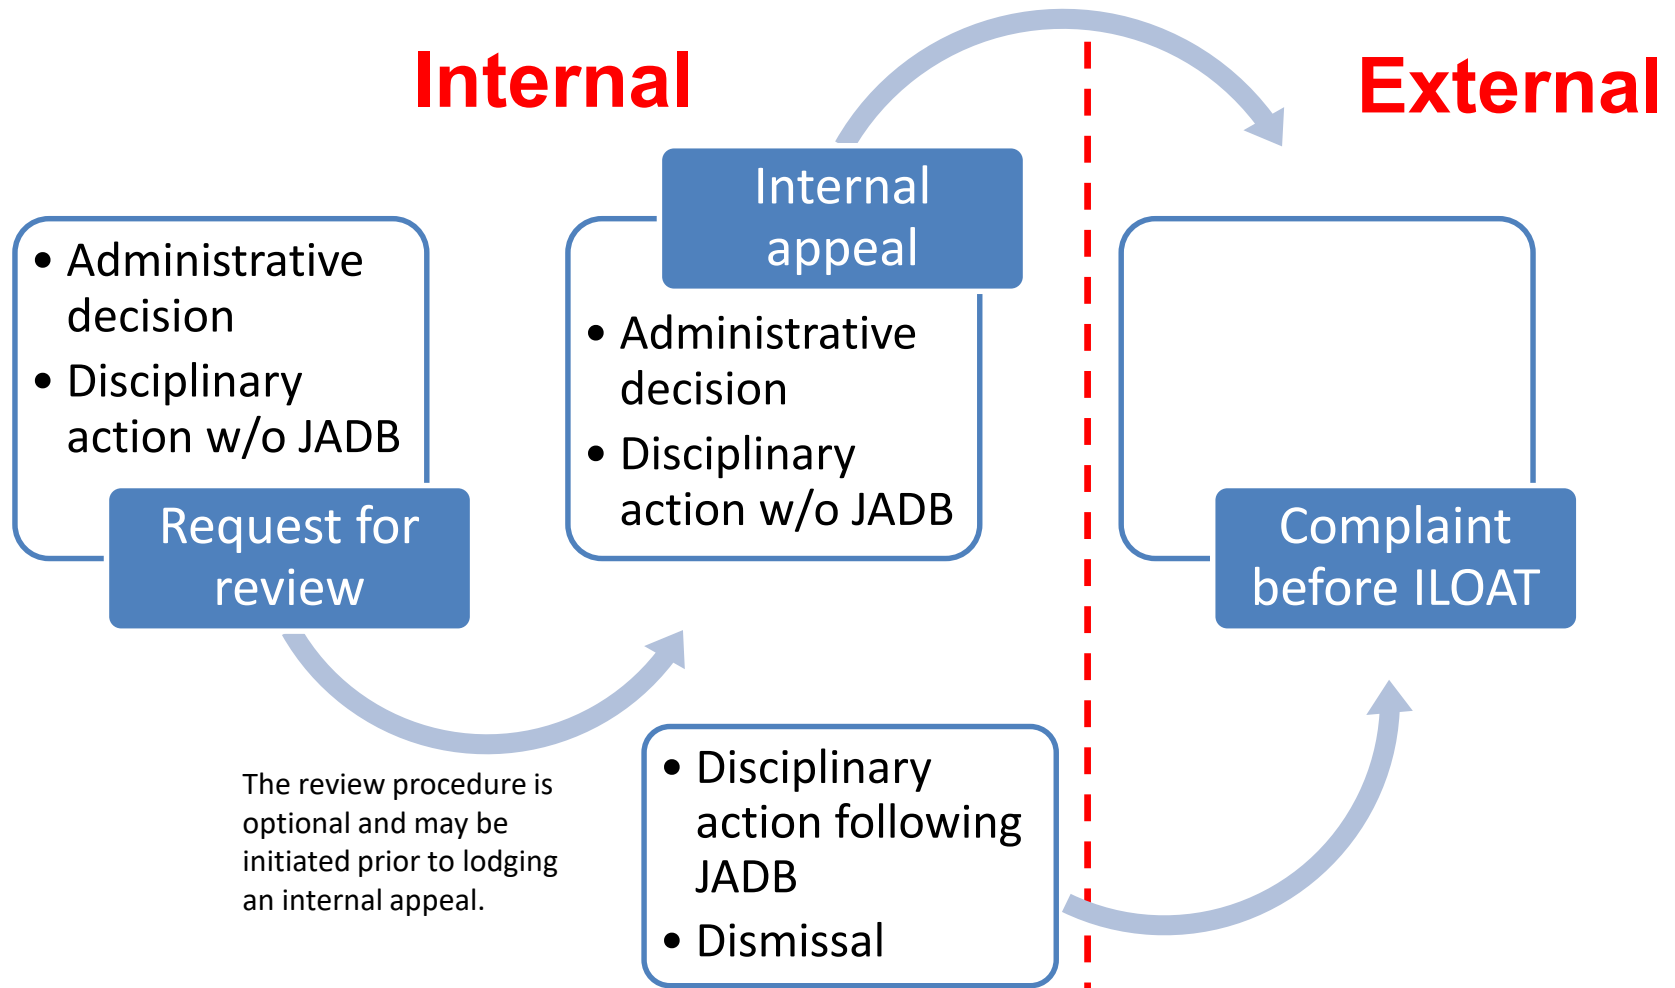 Internal
External
• Administrative
decision
• Disciplinary
action w/o JADB
Request for
review
Internal
appeal
• Administrative
decision
• Disciplinary
action w/o JADB
Complaint
before ILOAT
The review procedure is
optional and may be
initiated prior to lodging
an internal appeal.
• Disciplinary
action following
JADB
• Dismissal